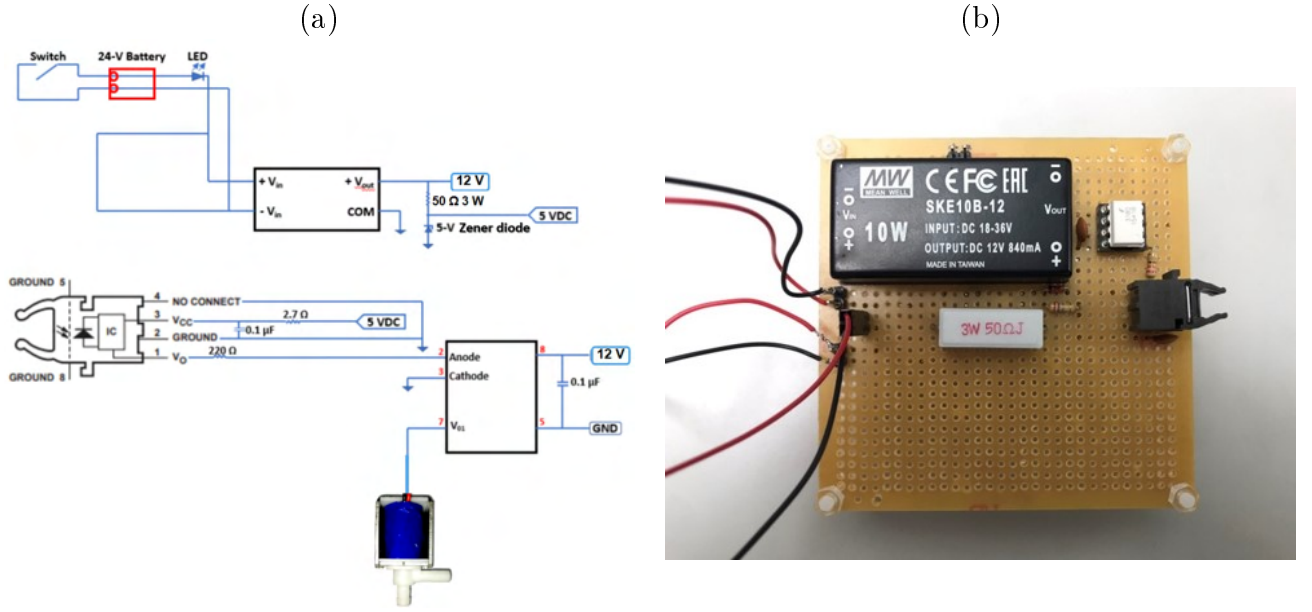 (a)
(b)
Switch
24-V Battery
LED
+ Vin
+ Vout
12 V
50 Ω 3 W
- Vin
COM
5 VDC
5-V Zener diode
GROUND 5
4
NO CONNECT
3
VCC
2.7 Ω
5 VDC
IC
0.1 µF
2
GROUND
1
VO
220 Ω
GROUND 8
2
Anode
8
12 V
3
Cathode
0.1 µF
7
V01
5
GND
MW
MEAN WELL
CE FC EAC
SKE10B-12
VIN
10W
INPUT: DC 18-36V
OUTPUT: DC 12V 840mA
MADE IN TAIWAN
VOUT
3W 50ΩJ